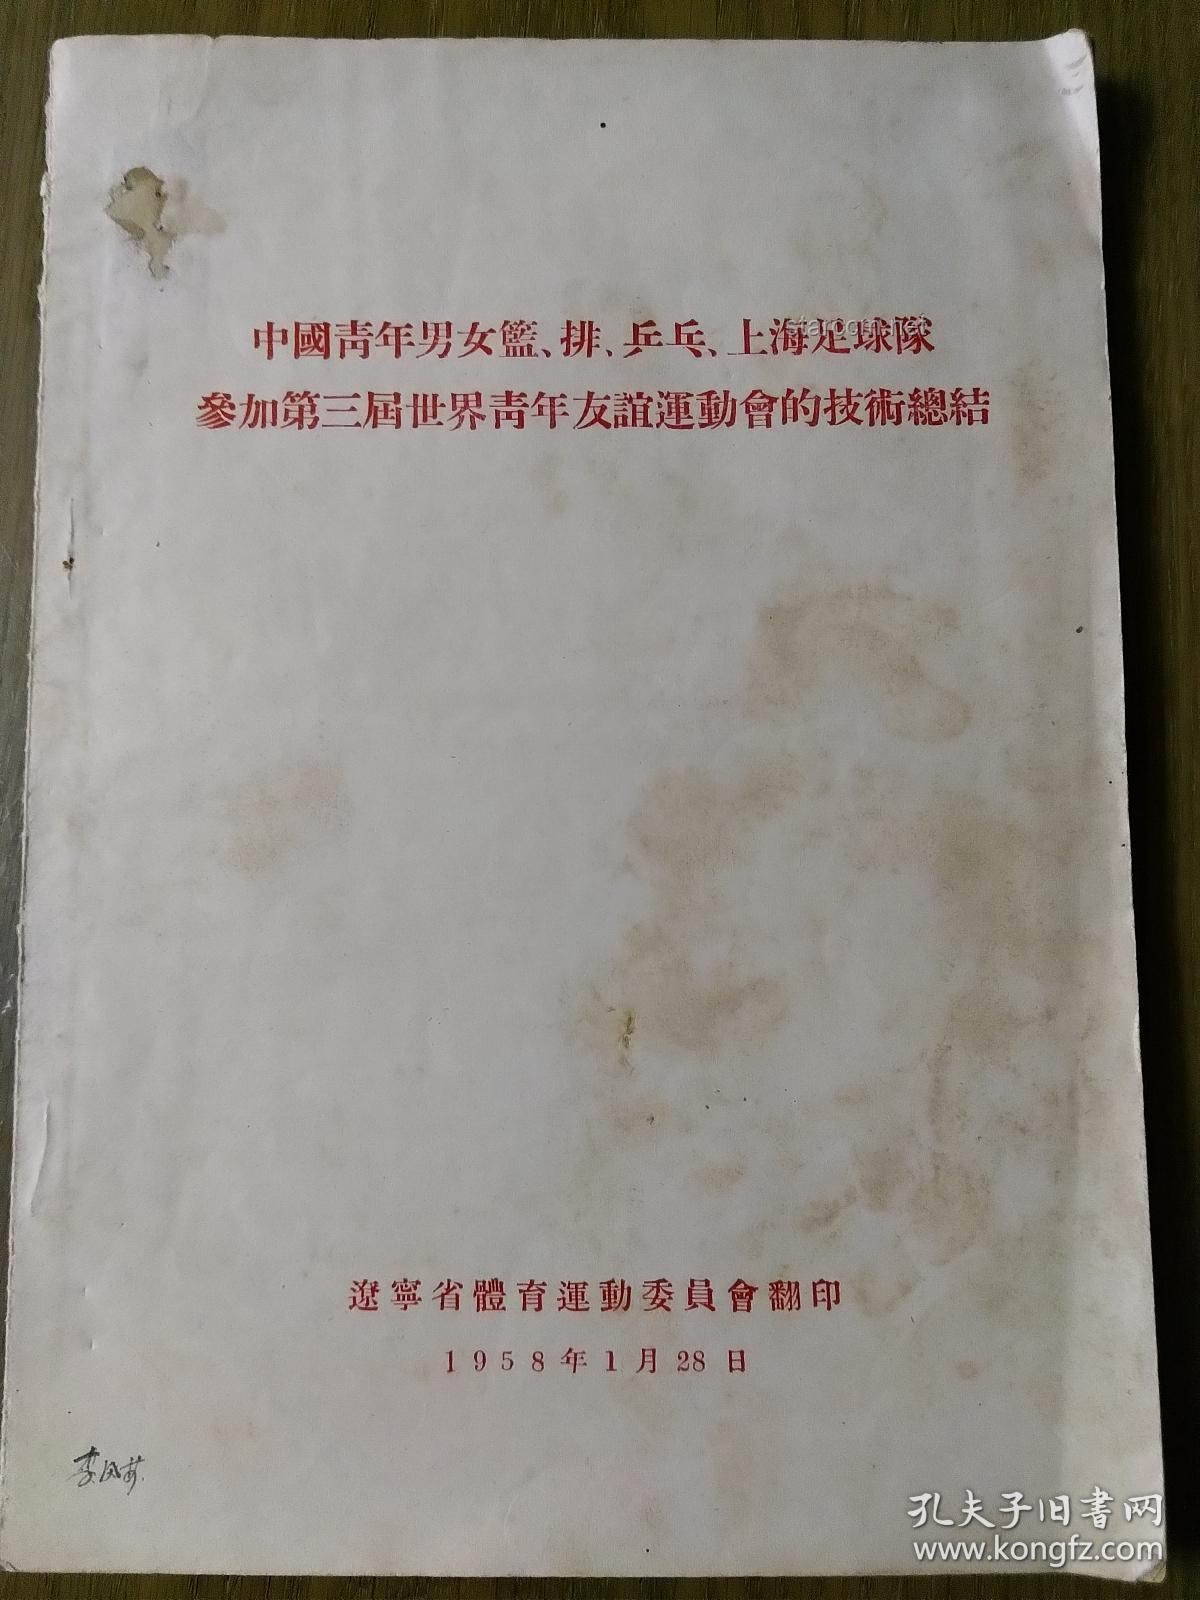 中國靑年男女籃、排、乒乓、上海足球隊
參加第三屆世界靑年友誼運動會的技術總結
遼寧省體育運動委員會翻印
1958年1月28日
孔夫子旧書网
www.kongfz.com